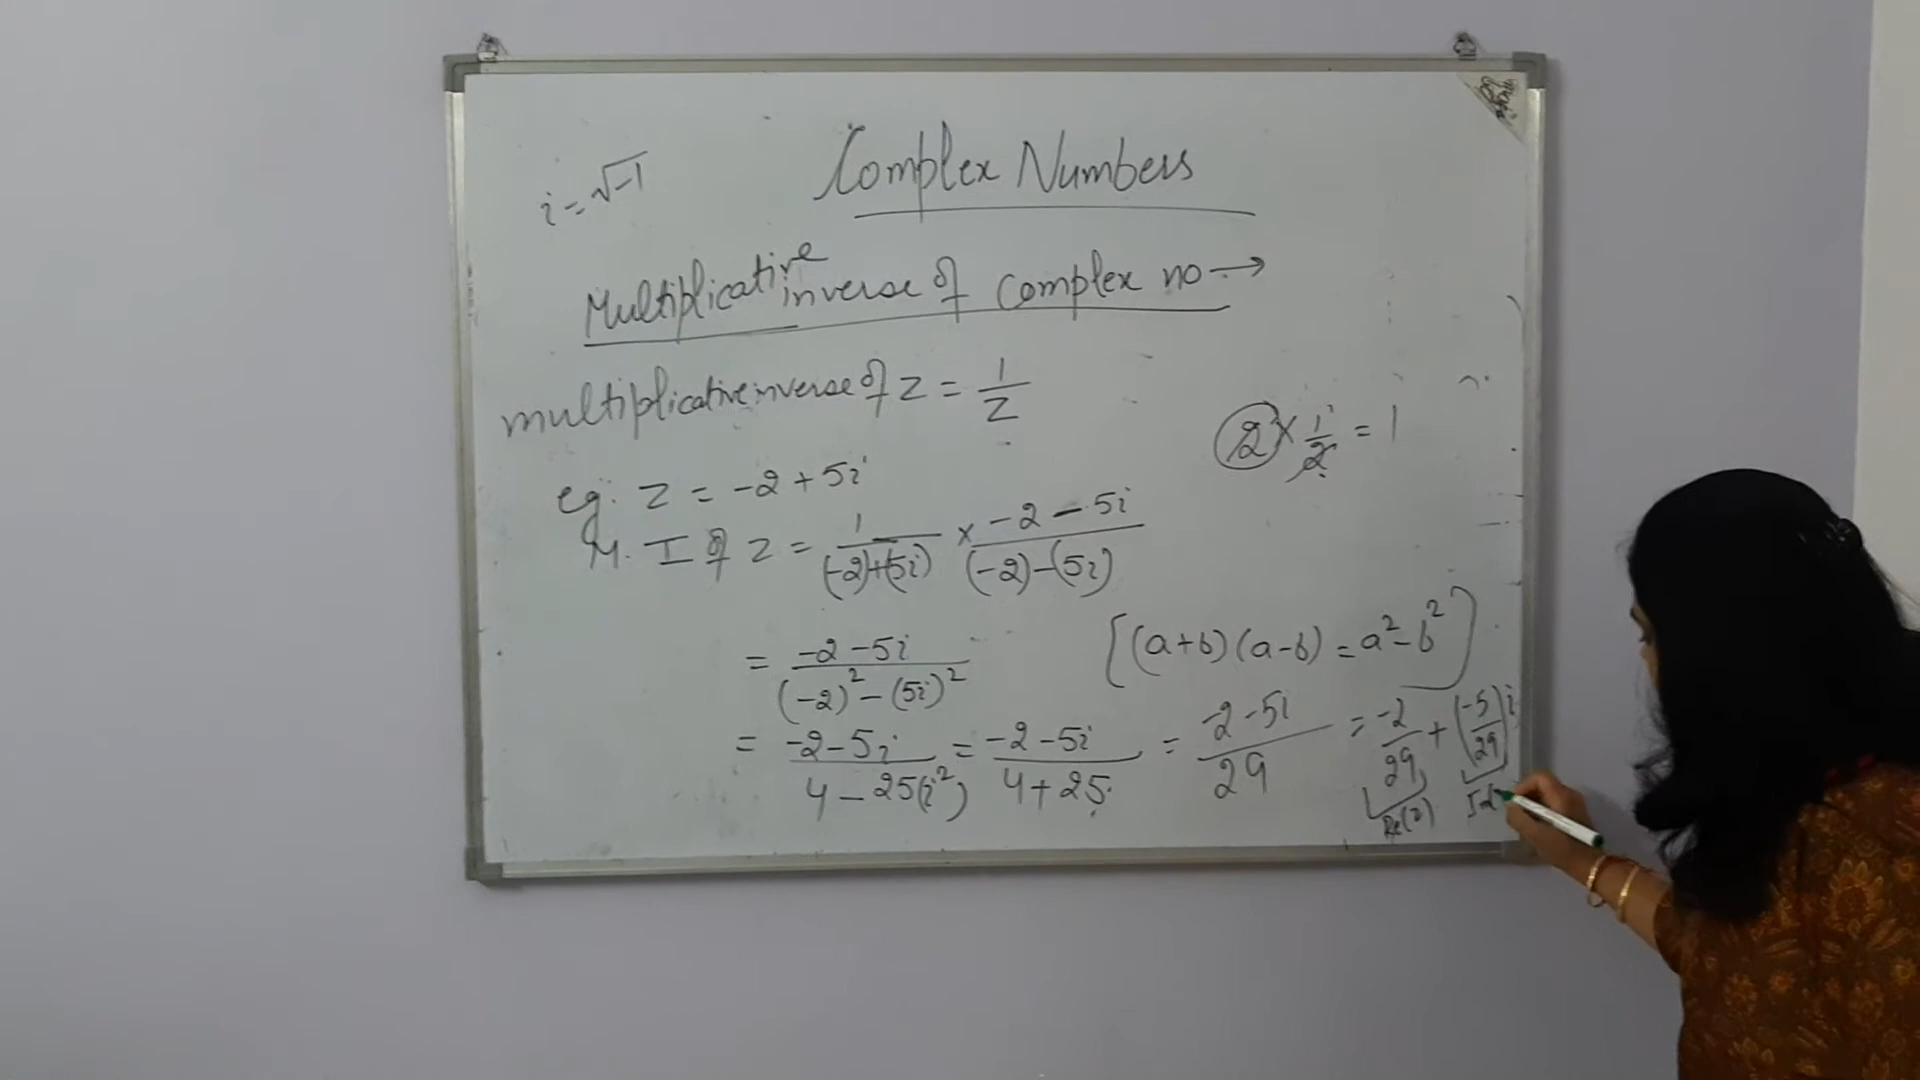 i = √-1
Complex Numbers
Multiplicative inverse of Complex no →
multiplicative inverse of z = 1/z
2 × 1/2 = 1
eg: z = -2 + 5i
M. I of z = 1/((-2)+(5i)) × (-2 - 5i)/((-2)-(5i))
= (-2 - 5i)/((-2)² - (5i)²) [(a+b)(a-b) = a² - b²]
= (-2 - 5i)/(4 - 25(i²)) = (-2 - 5i)/(4 + 25) = (-2 - 5i)/29 = -2/29 + (-5/29)i
Re(z)